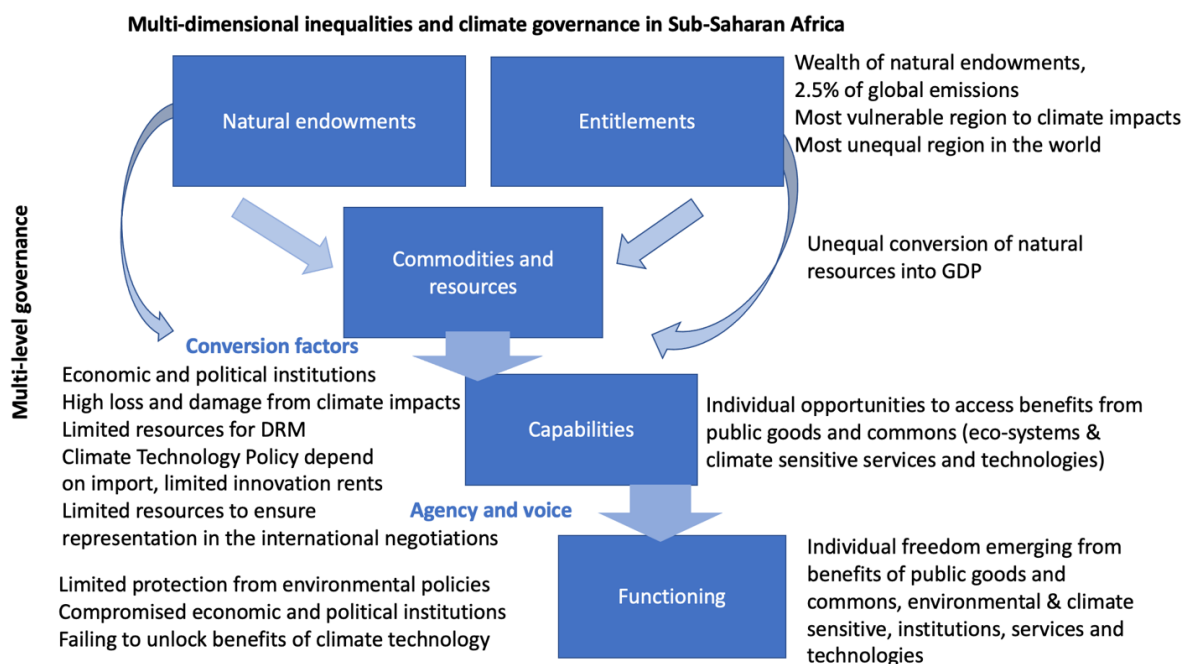 Multi-dimensional inequalities and climate governance in Sub-Saharan Africa
Natural endowments
Entitlements
Wealth of natural endowments,
2.5% of global emissions
Most vulnerable region to climate impacts
Most unequal region in the world
Multi-level governance
Commodities and
resources
Unequal conversion of natural
resources into GDP
Conversion factors
Economic and political institutions
High loss and damage from climate impacts
Limited resources for DRM
Climate Technology Policy depend
on import, limited innovation rents
Limited resources to ensure
representation in the international negotiations
Capabilities
Individual opportunities to access benefits from
public goods and commons (eco-systems &
climate sensitive services and technologies)
Agency and voice
Limited protection from environmental policies
Compromised economic and political institutions
Failing to unlock benefits of climate technology
Functioning
Individual freedom emerging from
benefits of public goods and
commons, environmental & climate
sensitive, institutions, services and
technologies